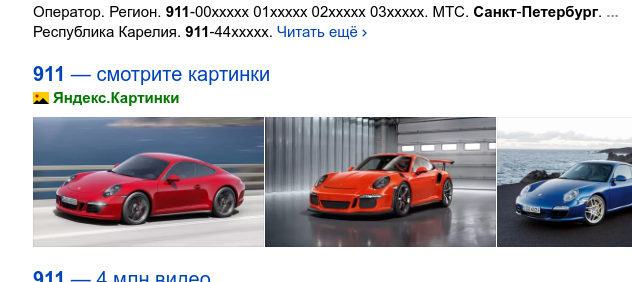 Оператор. Регион. 911-00xxxxx 01xxxxx 02xxxxx 03xxxxx. МТС. Санкт-Петербург. ...
Республика Карелия. 911-44xxxxx. Читать ещё ›
911 — смотрите картинки
Яндекс.Картинки
911 — 4 млн видео